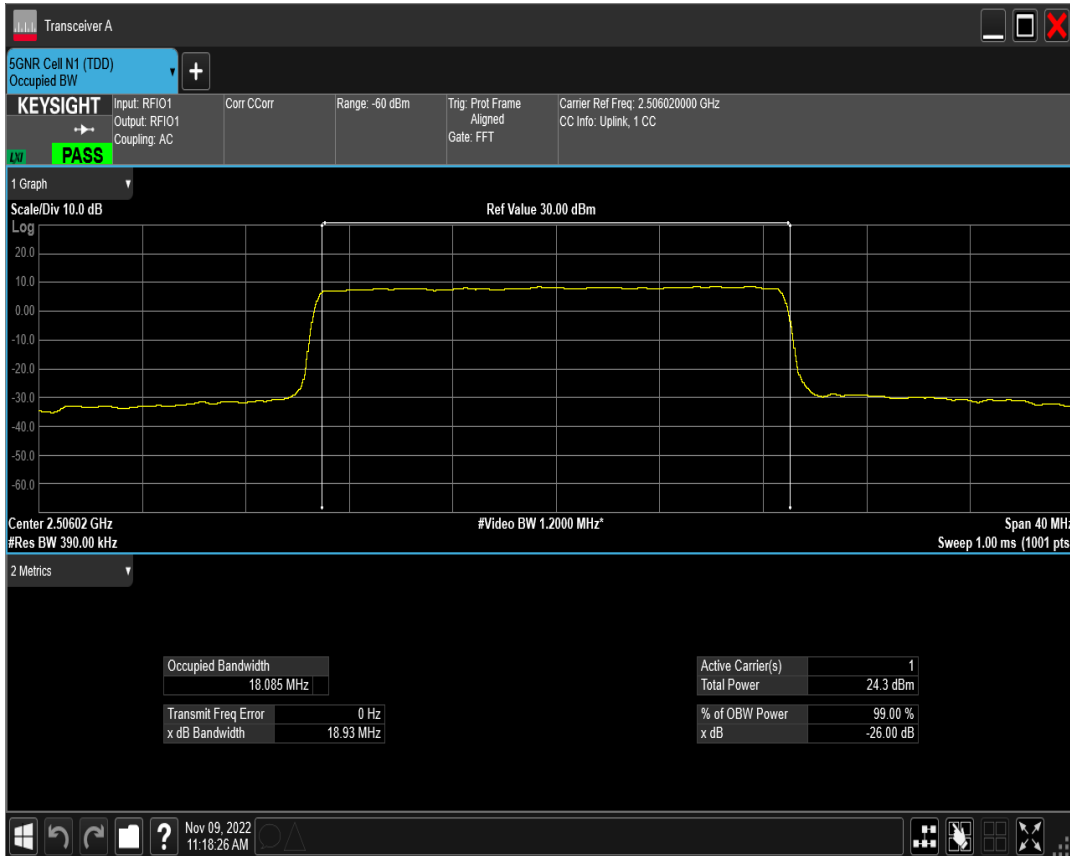 Transceiver A
5GNR Cell N1 (TDD)
Occupied BW
+
KEYSIGHT
LXI
PASS
Input: RFIO1
Output: RFIO1
Coupling: AC
Corr CCorr
Range: -60 dBm
Trig: Prot Frame
Aligned
Gate: FFT
Carrier Ref Freq: 2.506020000 GHz
CC Info: Uplink, 1 CC
1 Graph
Scale/Div 10.0 dB
Ref Value 30.00 dBm
Log
20.0
10.0
0.00
-10.0
-20.0
-30.0
-40.0
-50.0
-60.0
Center 2.50602 GHz
#Video BW 1.2000 MHz*
Span 40 MHz
#Res BW 390.00 kHz
Sweep 1.00 ms (1001 pts
2 Metrics
Occupied Bandwidth
18.085 MHz
Transmit Freq Error 0 Hz
x dB Bandwidth 18.93 MHz
Active Carrier(s) 1
Total Power 24.3 dBm
% of OBW Power 99.00 %
x dB -26.00 dB
?
Nov 09, 2022
11:18:26 AM